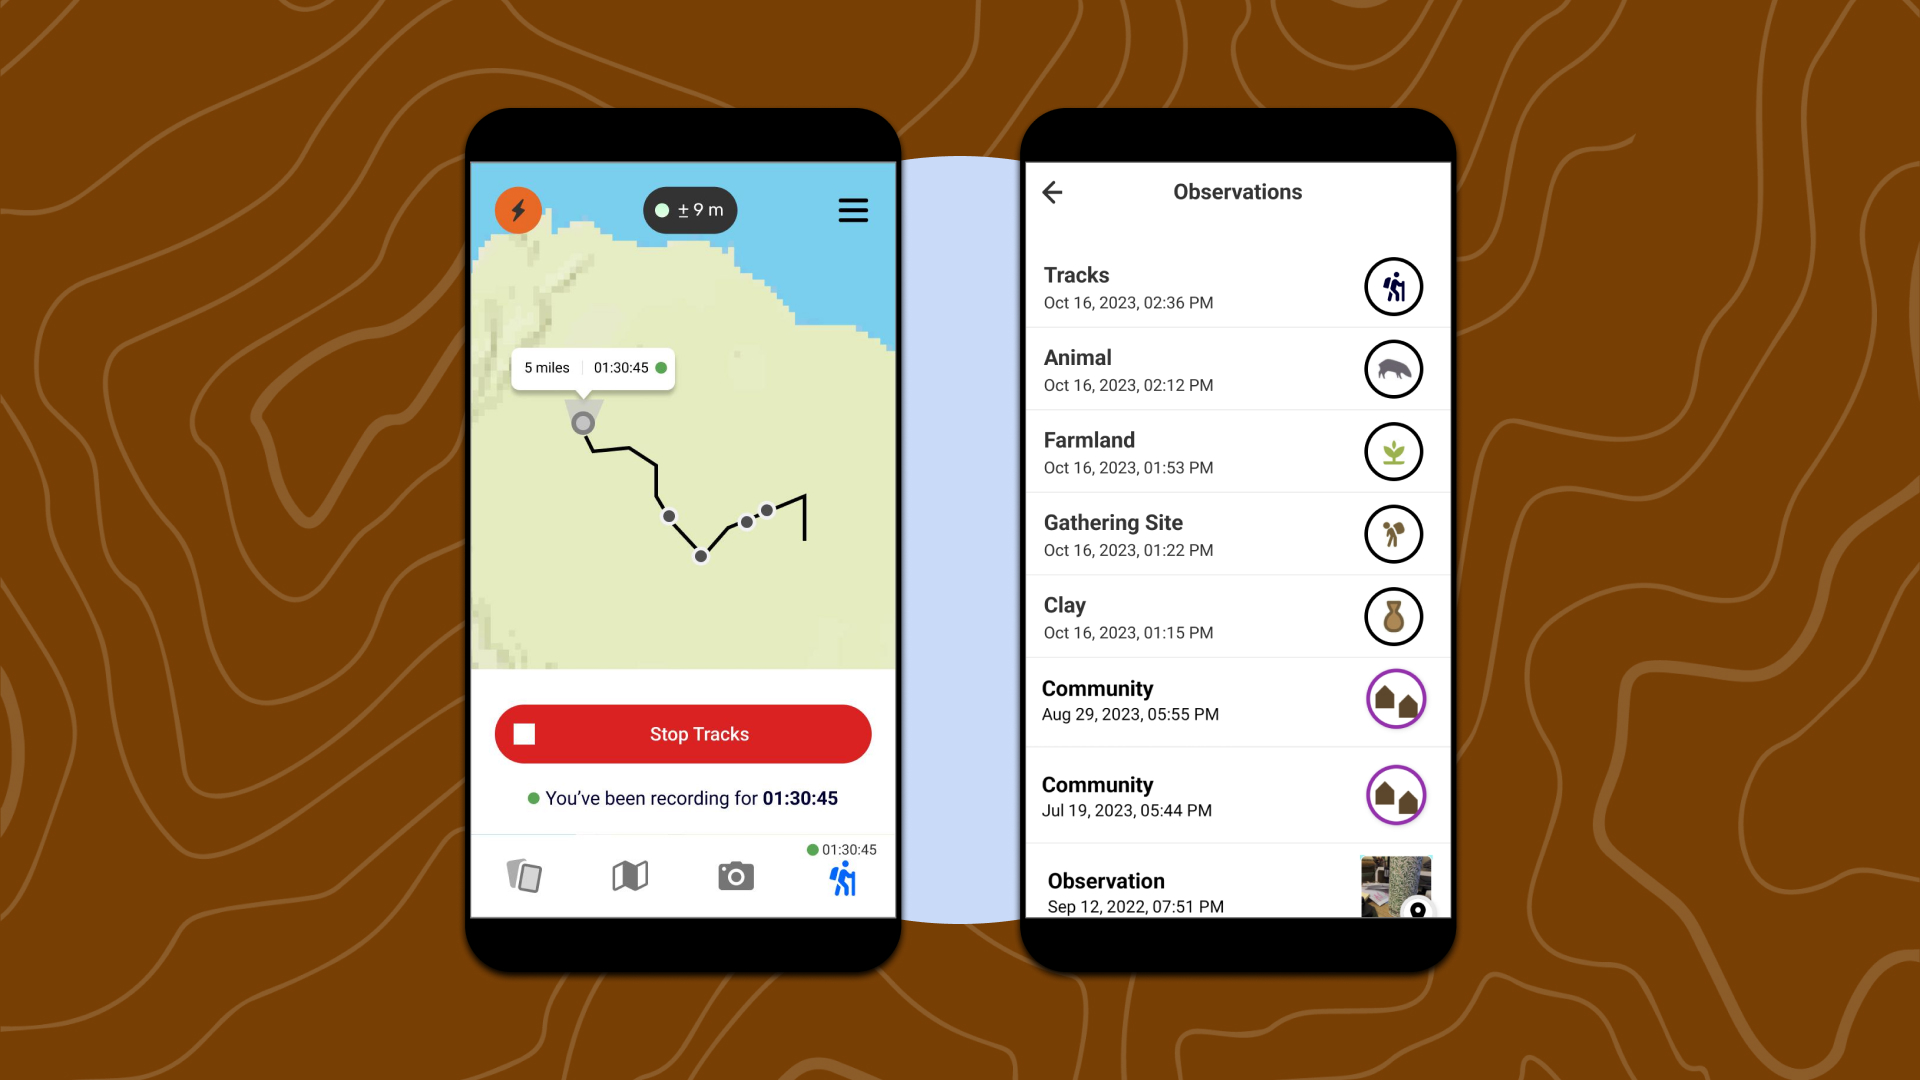 ± 9 m
5 miles 01:30:45
Stop Tracks
You’ve been recording for 01:30:45
01:30:45
Observations
Tracks
Oct 16, 2023, 02:36 PM
Animal
Oct 16, 2023, 02:12 PM
Farmland
Oct 16, 2023, 01:53 PM
Gathering Site
Oct 16, 2023, 01:22 PM
Clay
Oct 16, 2023, 01:15 PM
Community
Aug 29, 2023, 05:55 PM
Community
Jul 19, 2023, 05:44 PM
Observation
Sep 12, 2022, 07:51 PM